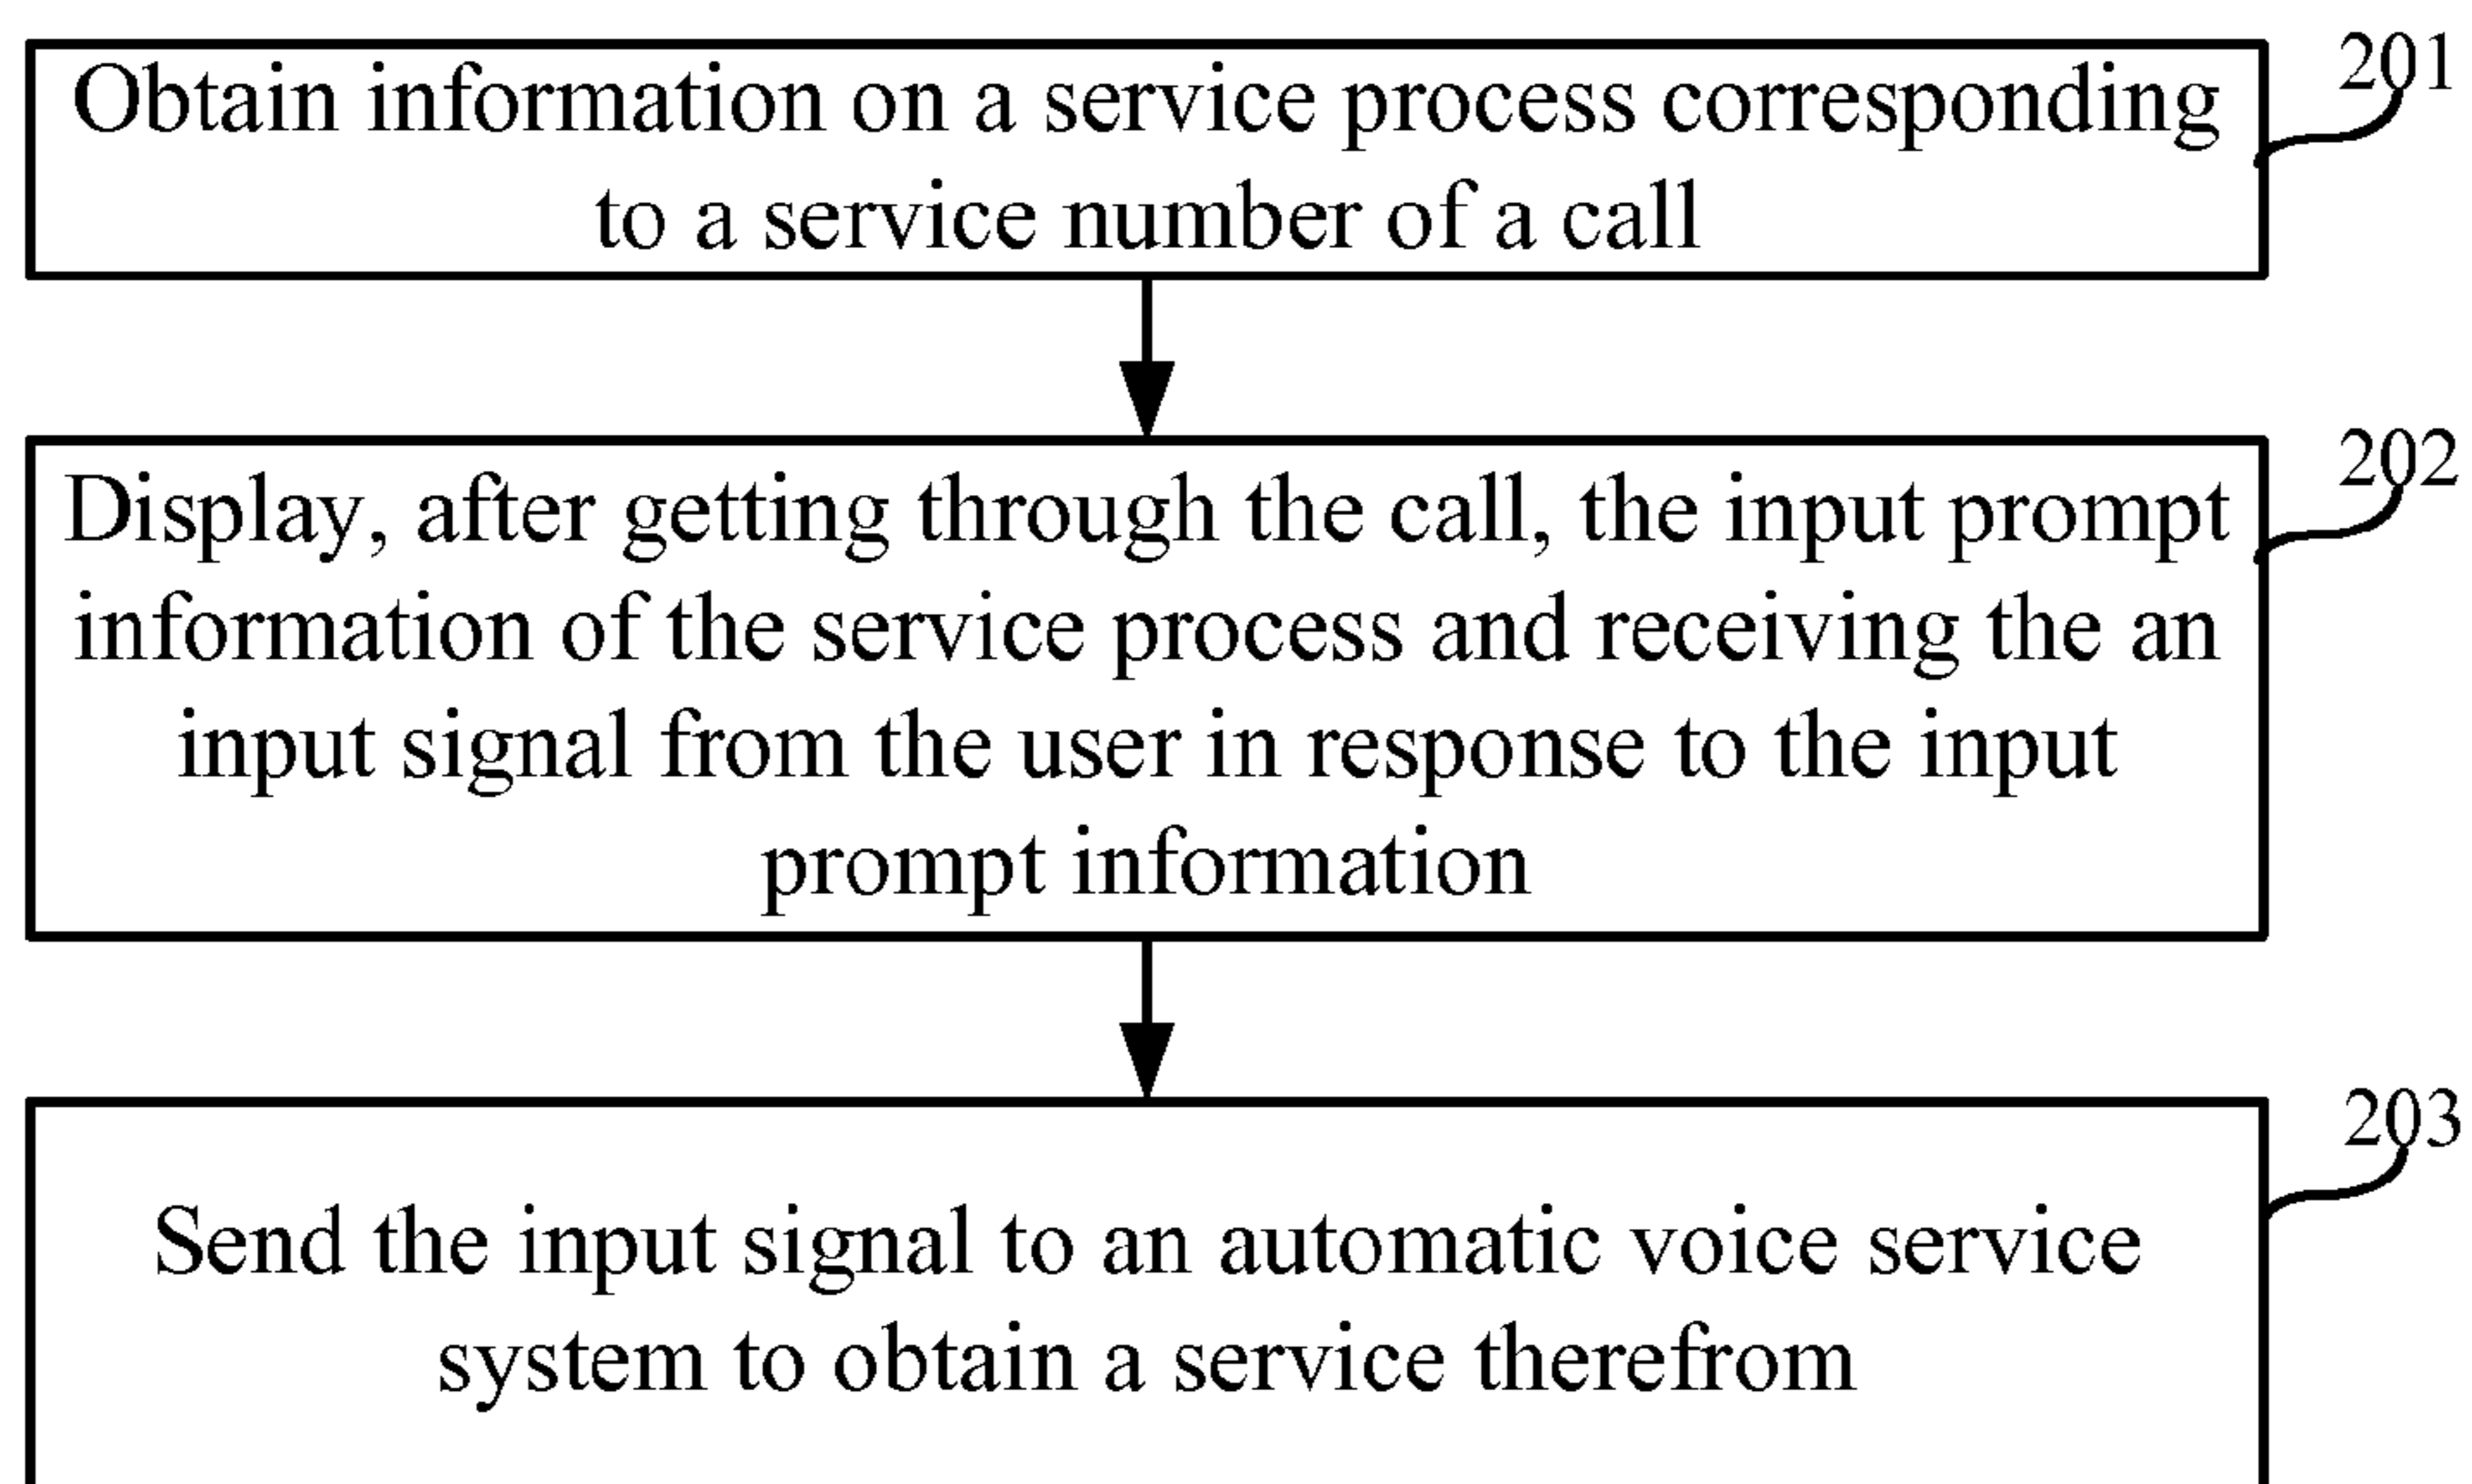 201
Obtain information on a service process corresponding
to a service number of a call
202
Display, after getting through the call, the input prompt
information of the service process and receiving the an
input signal from the user in response to the input
prompt information
203
Send the input signal to an automatic voice service
system to obtain a service therefrom